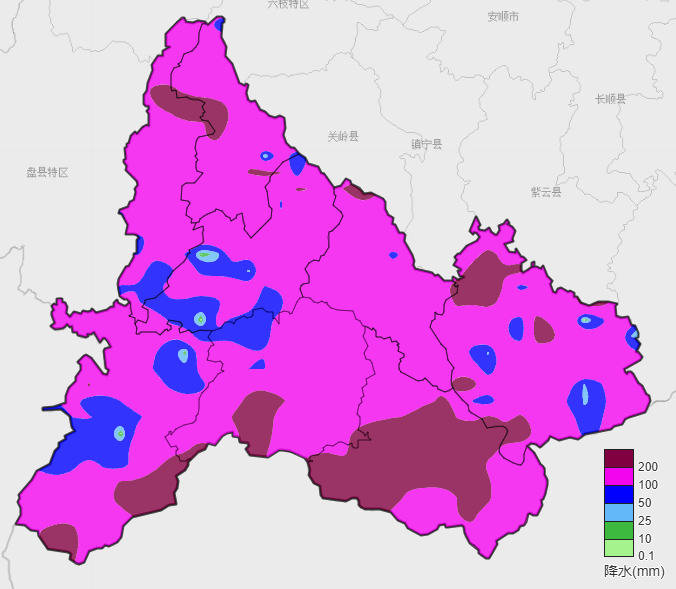 六枝特区
安顺市
长顺县
关岭县
镇宁县
盘县特区
紫云县
200
100
50
25
10
0.1
降水(mm)